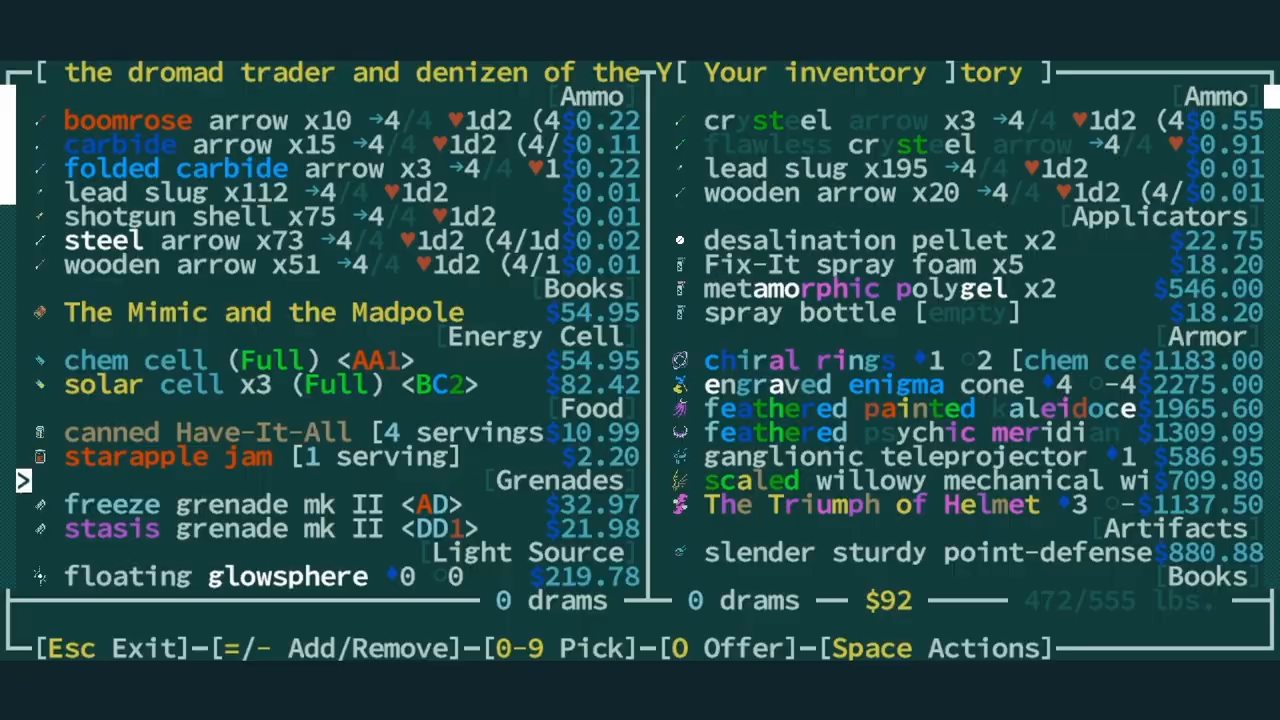 [ the dromad trader and denizen of the Y[ Your inventory ]tory ]
[Ammo]
boomrose arrow x10 →4/4 ♥1d2 (4 $0.22
carbide arrow x15 →4/4 ♥1d2 (4/ $0.11
folded carbide arrow x3 →4/4 ♥1 $0.22
lead slug x112 →4/4 ♥1d2 $0.01
shotgun shell x75 →4/4 ♥1d2 $0.01
steel arrow x73 →4/4 ♥1d2 (4/1d $0.02
wooden arrow x51 →4/4 ♥1d2 (4/1 $0.01
[Books]
The Mimic and the Madpole $54.95
[Energy Cell]
chem cell (Full) <AA1> $54.95
solar cell x3 (Full) <BC2> $82.42
[Food]
canned Have-It-All [4 servings $10.99
starapple jam [1 serving] $2.20
> [Grenades]
freeze grenade mk II <AD> $32.97
stasis grenade mk II <DD1> $21.98
[Light Source]
floating glowsphere ♦0 ○0 $219.78
[Ammo]
crysteel arrow x3 →4/4 ♥1d2 (4 $0.55
flawless crysteel arrow →4/4 ♥ $0.91
lead slug x195 →4/4 ♥1d2 $0.01
wooden arrow x20 →4/4 ♥1d2 (4/ $0.01
[Applicators]
desalination pellet x2 $22.75
Fix-It spray foam x5 $18.20
metamorphic polygel x2 $546.00
spray bottle [empty] $18.20
[Armor]
chiral rings ♦1 ○2 [chem ce $1183.00
engraved enigma cone ♦4 ○-4 $2275.00
feathered painted kaleidoce $1965.60
feathered psychic meridian $1309.09
ganglionic teleprojector ♦1 $586.95
scaled willowy mechanical wi $709.80
The Triumph of Helmet ♦3 ○- $1137.50
[Artifacts]
slender sturdy point-defense $880.88
[Books]
0 drams 0 drams $92 472/555 lbs.
[Esc Exit]-[=/- Add/Remove]-[0-9 Pick]-[O Offer]-[Space Actions]